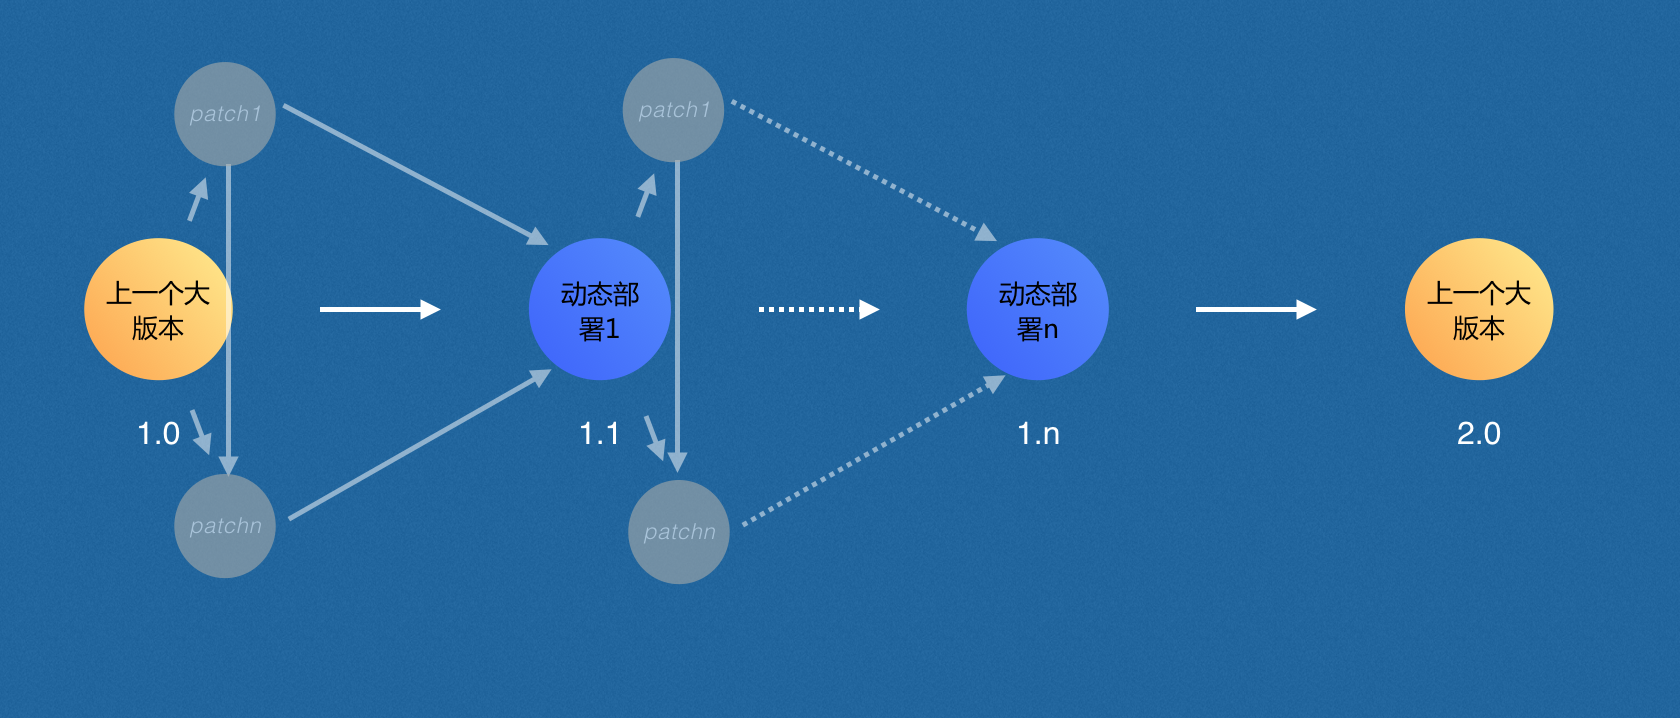 patch1
patch1
上一个大
版本
动态部
署1
动态部
署n
上一个大
版本
1.0
1.1
1.n
2.0
patchn
patchn